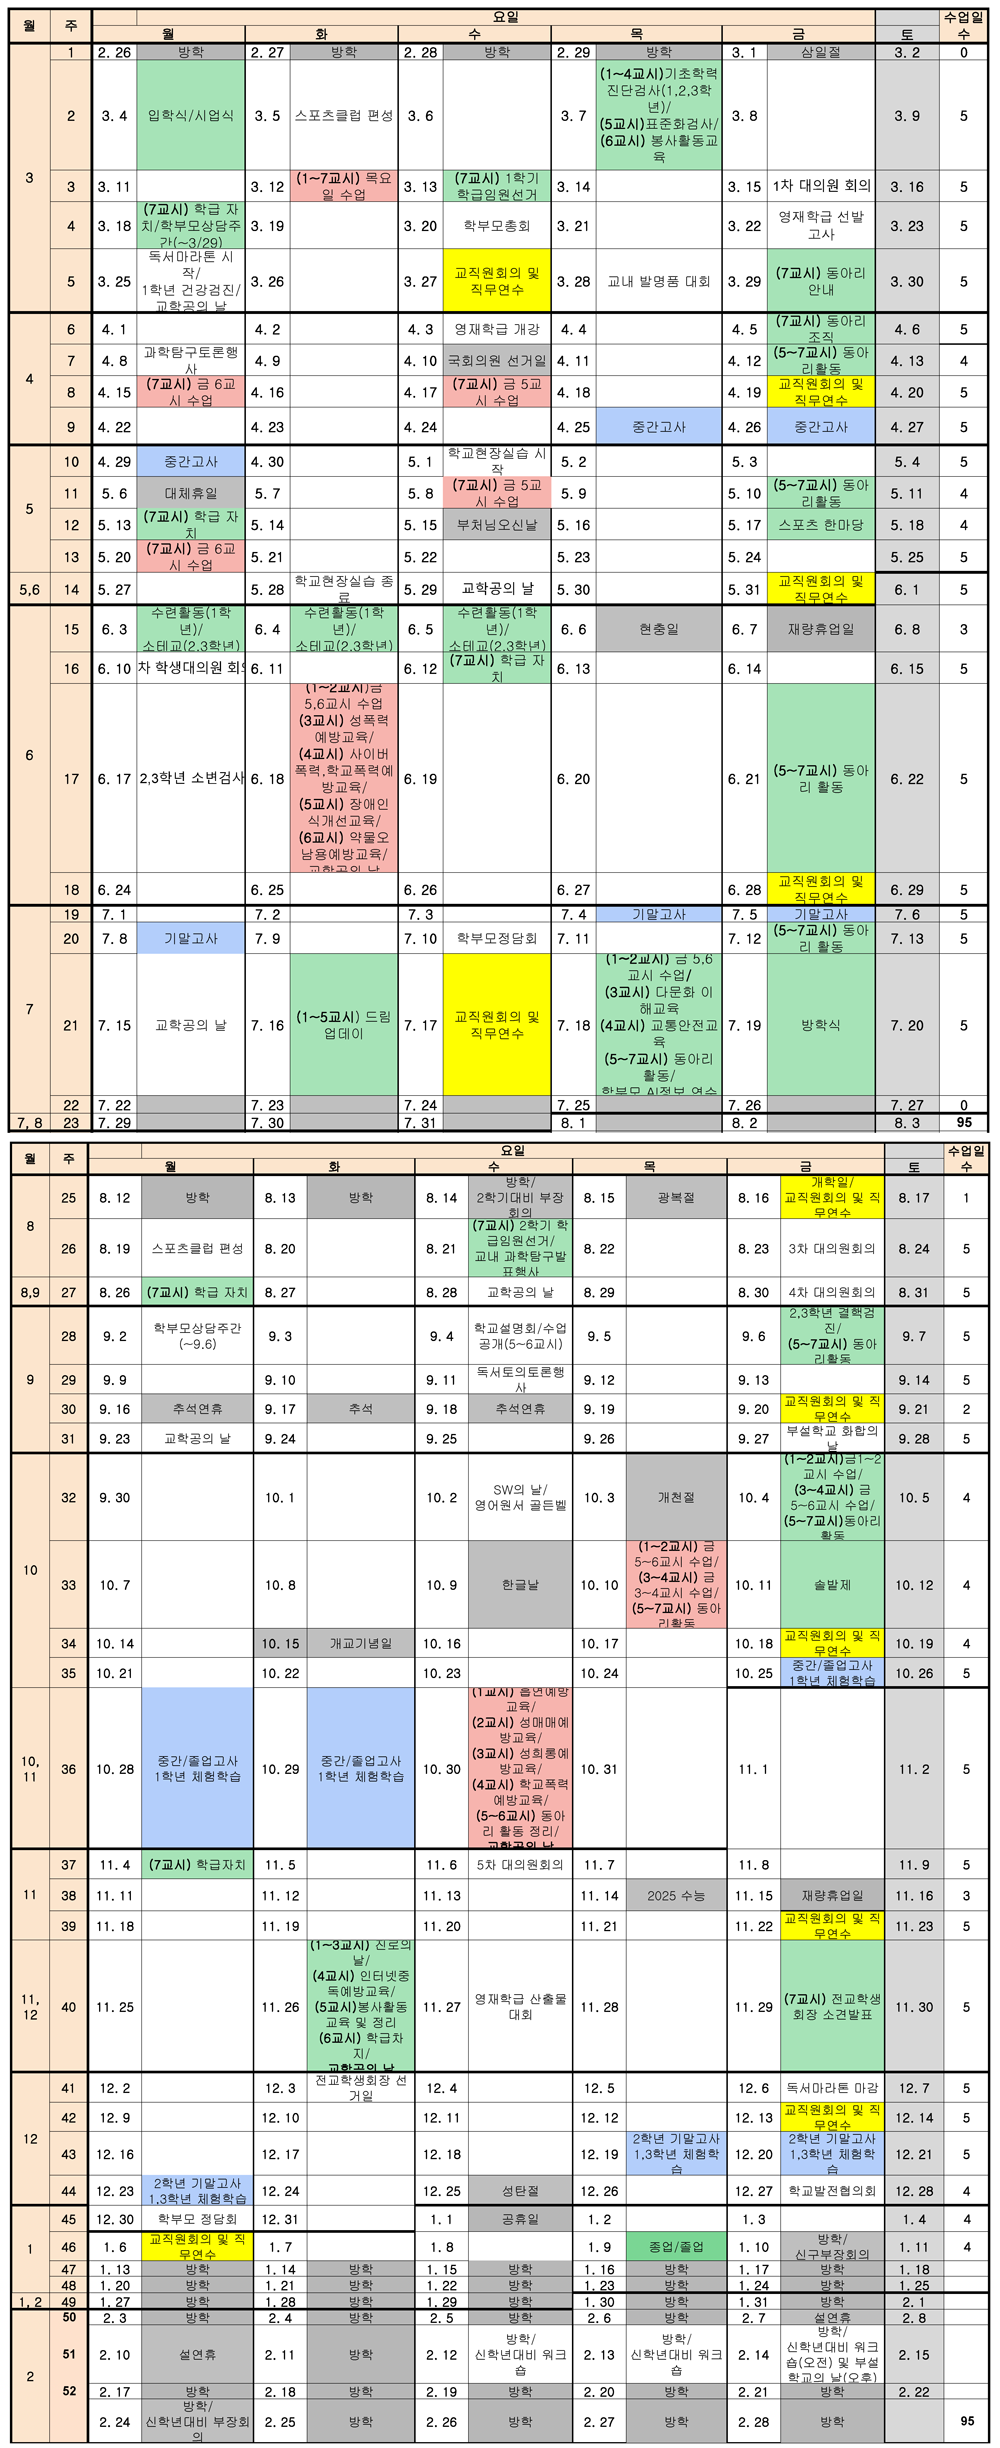 월 주 요일 수업일수
월 화 수 목 금 토
3
1 2. 26 방학 2. 27 방학 2. 28 방학 2. 29 방학 3. 1 삼일절 3. 2 0
2 3. 4 입학식/시업식 3. 5 스포츠클럽 편성 3. 6 3. 7 (1~4교시)기초학력 진단검사(1,2,3학년)/ (5교시)표준화검사/ (6교시) 봉사활동교육 3. 8 3. 9 5
3 3. 11 3. 12 (1~7교시) 목요일 수업 3. 13 (7교시) 1학기 학급임원선거 3. 14 3. 15 1차 대의원 회의 3. 16 5
4 3. 18 (7교시) 학급 자치/학부모상담주간(~3/29) 3. 19 3. 20 학부모총회 3. 21 3. 22 영재학급 선발고사 3. 23 5
5 3. 25 독서마라톤 시작/ 1학년 건강검진/ 교학공의 날 3. 26 3. 27 교직원회의 및 직무연수 3. 28 교내 발명품 대회 3. 29 (7교시) 동아리 안내 3. 30 5
4
6 4. 1 4. 2 4. 3 영재학급 개강 4. 4 4. 5 (7교시) 동아리 조직 4. 6 5
7 4. 8 과학탐구토론행사 4. 9 4. 10 국회의원 선거일 4. 11 4. 12 (5~7교시) 동아리활동 4. 13 4
8 4. 15 (7교시) 금 6교시 수업 4. 16 4. 17 (7교시) 금 5교시 수업 4. 18 4. 19 교직원회의 및 직무연수 4. 20 5
9 4. 22 4. 23 4. 24 4. 25 중간고사 4. 26 중간고사 4. 27 5
5
10 4. 29 중간고사 4. 30 5. 1 학교현장실습 시작 5. 2 5. 3 5. 4 5
11 5. 6 대체휴일 5. 7 5. 8 (7교시) 금 5교시 수업 5. 9 5. 10 (5~7교시) 동아리활동 5. 11 4
12 5. 13 (7교시) 학급 자치 5. 14 5. 15 부처님오신날 5. 16 5. 17 스포츠 한마당 5. 18 4
13 5. 20 (7교시) 금 6교시 수업 5. 21 5. 22 5. 23 5. 24 5. 25 5
5,6 14 5. 27 5. 28 학교현장실습 종료 5. 29 교학공의 날 5. 30 5. 31 교직원회의 및 직무연수 6. 1 5
6
15 6. 3 수련활동(1학년)/ 소테교(2,3학년) 6. 4 수련활동(1학년)/ 소테교(2,3학년) 6. 5 수련활동(1학년)/ 소테교(2,3학년) 6. 6 현충일 6. 7 재량휴업일 6. 8 3
16 6. 10 차 학생대의원 회의 6. 11 6. 12 (7교시) 학급 자치 6. 13 6. 14 6. 15 5
17 6. 17 2,3학년 소변검사 6. 18 (1~2교시)금 5,6교시 수업 (3교시) 성폭력 예방교육/ (4교시) 사이버폭력,학교폭력예방교육/ (5교시) 장애인식개선교육/ (6교시) 약물오남용예방교육/ 교학공의 날 6. 19 6. 20 6. 21 (5~7교시) 동아리 활동 6. 22 5
18 6. 24 6. 25 6. 26 6. 27 6. 28 교직원회의 및 직무연수 6. 29 5
7
19 7. 1 7. 2 7. 3 7. 4 기말고사 7. 5 기말고사 7. 6 5
20 7. 8 기말고사 7. 9 7. 10 학부모정담회 7. 11 7. 12 (5~7교시) 동아리 활동 7. 13 5
21 7. 15 교학공의 날 7. 16 (1~5교시) 드림업데이 7. 17 교직원회의 및 직무연수 7. 18 (1~2교시) 금 5,6교시 수업/ (3교시) 다문화 이해교육 (4교시) 교통안전교육 (5~7교시) 동아리 활동/ 학부모 AI정보 연수 7. 19 방학식 7. 20 5
22 7. 22 7. 23 7. 24 7. 25 7. 26 7. 27 0
7, 8 23 7. 29 7. 30 7. 31 8. 1 8. 2 8. 3 95
월 주 요일 수업일수
월 화 수 목 금 토
8
25 8. 12 방학 8. 13 방학 8. 14 방학/ 2학기대비 부장회의 8. 15 광복절 8. 16 개학일/ 교직원회의 및 직무연수 8. 17 1
26 8. 19 스포츠클럽 편성 8. 20 8. 21 (7교시) 2학기 학급임원선거/ 교내 과학탐구발표행사 8. 22 8. 23 3차 대의원회의 8. 24 5
8,9 27 8. 26 (7교시) 학급 자치 8. 27 8. 28 교학공의 날 8. 29 8. 30 4차 대의원회의 8. 31 5
9
28 9. 2 학부모상담주간(~9.6) 9. 3 9. 4 학교설명회/수업공개(5~6교시) 9. 5 9. 6 2,3학년 결핵검진/ (5~7교시) 동아리활동 9. 7 5
29 9. 9 9. 10 9. 11 독서토의토론행사 9. 12 9. 13 9. 14 5
30 9. 16 추석연휴 9. 17 추석 9. 18 추석연휴 9. 19 9. 20 교직원회의 및 직무연수 9. 21 2
31 9. 23 교학공의 날 9. 24 9. 25 9. 26 9. 27 부설학교 화합의 날 9. 28 5
10
32 9. 30 10. 1 10. 2 SW의 날/ 영어원서 골든벨 10. 3 개천절 10. 4 (1~2교시)금1~2교시 수업/ (3~4교시) 금 5~6교시 수업/ (5~7교시)동아리 활동 10. 5 4
33 10. 7 10. 8 10. 9 한글날 10. 10 (1~2교시) 금 5~6교시 수업/ (3~4교시) 금 3~4교시 수업/ (5~7교시) 동아리활동 10. 11 솔밭제 10. 12 4
34 10. 14 10. 15 개교기념일 10. 16 10. 17 10. 18 교직원회의 및 직무연수 10. 19 4
35 10. 21 10. 22 10. 23 10. 24 10. 25 중간/졸업고사 1학년 체험학습 10. 26 5
10, 11 36 10. 28 중간/졸업고사 1학년 체험학습 10. 29 중간/졸업고사 1학년 체험학습 10. 30 (1교시) 흡연예방교육/ (2교시) 성매매예방교육/ (3교시) 성희롱예방교육/ (4교시) 학교폭력예방교육/ (5~6교시) 동아리 활동 정리/ 교학공의 날 10. 31 11. 1 11. 2 5
11
37 11. 4 (7교시) 학급자치 11. 5 11. 6 5차 대의원회의 11. 7 11. 8 11. 9 5
38 11. 11 11. 12 11. 13 11. 14 2025 수능 11. 15 재량휴업일 11. 16 3
39 11. 18 11. 19 11. 20 11. 21 11. 22 교직원회의 및 직무연수 11. 23 5
11, 12 40 11. 25 11. 26 (1~3교시) 진로의 날/ (4교시) 인터넷중독예방교육/ (5교시)봉사활동 교육 및 정리 (6교시) 학급차지/ 교학공의 날 11. 27 영재학급 산출물 대회 11. 28 11. 29 (7교시) 전교학생회장 소견발표 11. 30 5
12
41 12. 2 12. 3 전교학생회장 선거일 12. 4 12. 5 12. 6 독서마라톤 마감 12. 7 5
42 12. 9 12. 10 12. 11 12. 12 12. 13 교직원회의 및 직무연수 12. 14 5
43 12. 16 12. 17 12. 18 12. 19 2학년 기말고사 1,3학년 체험학습 12. 20 2학년 기말고사 1,3학년 체험학습 12. 21 5
44 12. 23 2학년 기말고사 1,3학년 체험학습 12. 24 12. 25 성탄절 12. 26 12. 27 학교발전협의회 12. 28 4
1
45 12. 30 학부모 정담회 12. 31 1. 1 공휴일 1. 2 1. 3 1. 4 4
46 1. 6 교직원회의 및 직무연수 1. 7 1. 8 1. 9 종업/졸업 1. 10 방학/ 신구부장회의 1. 11 4
47 1. 13 방학 1. 14 방학 1. 15 방학 1. 16 방학 1. 17 방학 1. 18
48 1. 20 방학 1. 21 방학 1. 22 방학 1. 23 방학 1. 24 방학 1. 25
1, 2 49 1. 27 방학 1. 28 방학 1. 29 방학 1. 30 방학 1. 31 방학 2. 1
2
50 2. 3 방학 2. 4 방학 2. 5 방학 2. 6 방학 2. 7 설연휴 2. 8
51 2. 10 설연휴 2. 11 방학 2. 12 방학/ 신학년대비 워크숍 2. 13 방학/ 신학년대비 워크숍 2. 14 방학/ 신학년대비 워크숍(오전) 및 부설학교의 날(오후) 2. 15
52 2. 17 방학 2. 18 방학 2. 19 방학 2. 20 방학 2. 21 방학 2. 22
2. 24 방학/ 신학년대비 부장회의 2. 25 방학 2. 26 방학 2. 27 방학 2. 28 방학 95